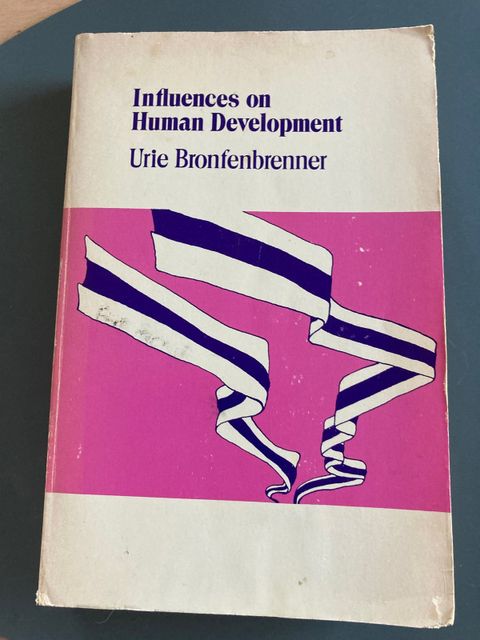 Influences on
Human Development
Urie Bronfenbrenner